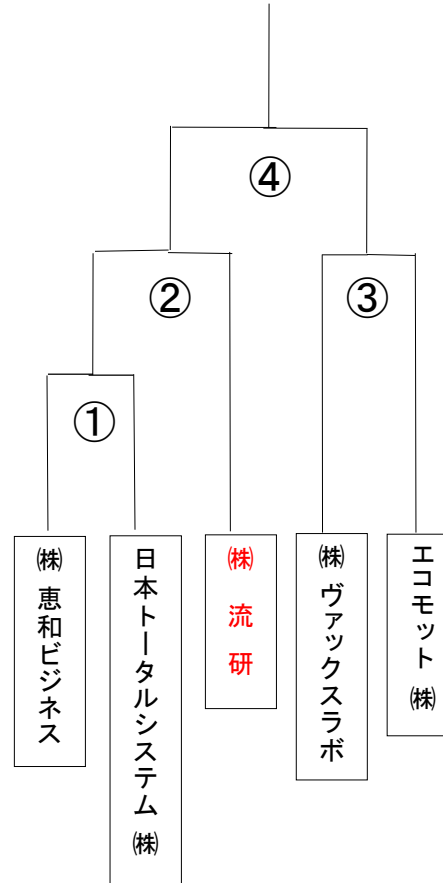 ④
②
③
①
㈱ 恵和ビジネス
日本トータルシステム㈱
㈱ 流研
㈱ ヴァックスラボ
エコモット㈱